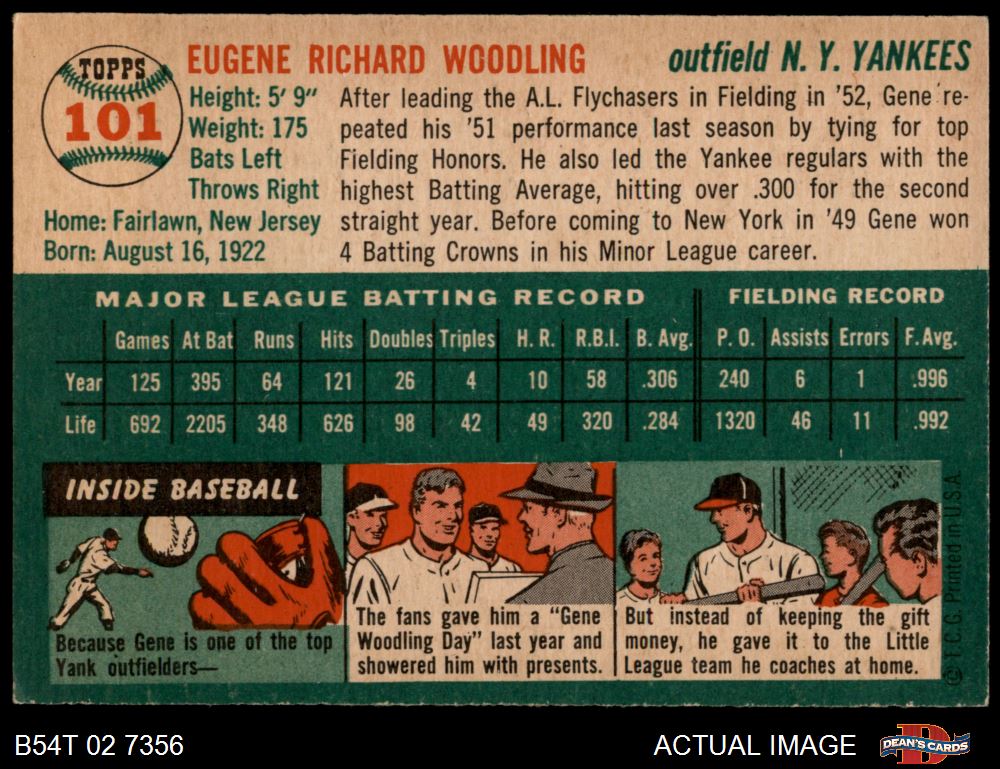 TOPPS
101
EUGENE RICHARD WOODLING
outfield N. Y. YANKEES
Height: 5' 9"
Weight: 175
Bats Left
Throws Right
Home: Fairlawn, New Jersey
Born: August 16, 1922
After leading the A.L. Flychasers in Fielding in '52, Gene re-
peated his '51 performance last season by tying for top
Fielding Honors. He also led the Yankee regulars with the
highest Batting Average, hitting over .300 for the second
straight year. Before coming to New York in '49 Gene won
4 Batting Crowns in his Minor League career.
MAJOR LEAGUE BATTING RECORD FIELDING RECORD
Games At Bat Runs Hits Doubles Triples H. R. R.B.I. B. Avg. P. O. Assists Errors F. Avg.
Year 125 395 64 121 26 4 10 58 .306 240 6 1 .996
Life 692 2205 348 626 98 42 49 320 .284 1320 46 11 .992
INSIDE BASEBALL
Because Gene is one of the top
Yank outfielders—
The fans gave him a "Gene
Woodling Day" last year and
showered him with presents.
But instead of keeping the gift
money, he gave it to the Little
League team he coaches at home.
© T.C.G. Printed in U.S.A.
B54T 02 7356
ACTUAL IMAGE
DEAN'S CARDS